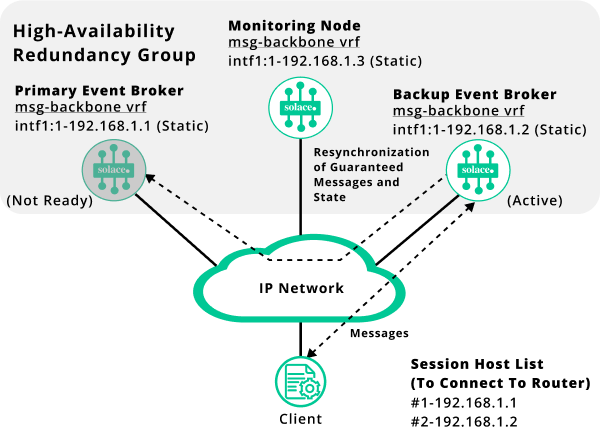 High-Availability
Redundancy Group
Monitoring Node
msg-backbone vrf
intf1:1-192.168.1.3 (Static)
Primary Event Broker
msg-backbone vrf
intf1:1-192.168.1.1 (Static)
Backup Event Broker
msg-backbone vrf
intf1:1-192.168.1.2 (Static)
solace.
solace.
solace.
Resynchronization
of Guaranteed
Messages and
State
(Not Ready)
(Active)
IP Network
Messages
Client
Session Host List
(To Connect To Router)
#1-192.168.1.1
#2-192.168.1.2